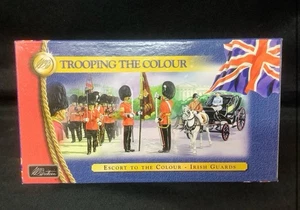 TROOPING THE COLOUR
ESCORT TO THE COLOUR - IRISH GUARDS